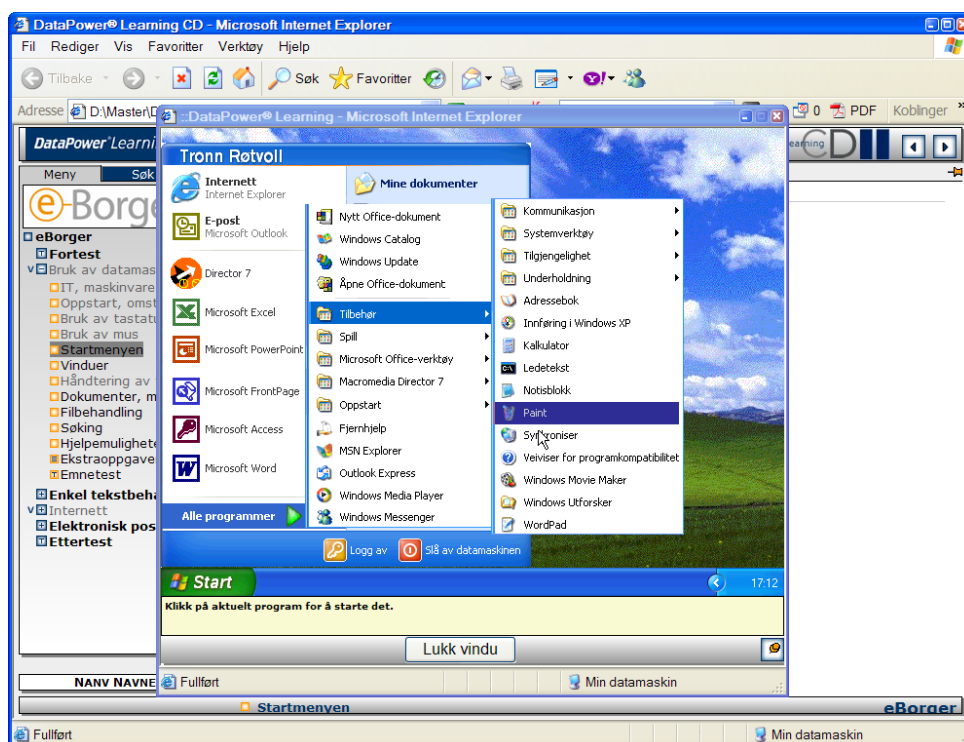 DataPower® Learning CD - Microsoft Internet Explorer
Fil Rediger Vis Favoritter Verktøy Hjelp
Tilbake Søk Favoritter
Adresse D:\Master\D 0 PDF Koblinger »
::DataPower® Learning - Microsoft Internet Explorer
DataPower® Learni
earning CD
Meny Søk
e-Borge
eBorger
Fortest
Bruk av datamas
IT, maskinvare
Oppstart, omst
Bruk av tastatu
Bruk av mus
Startmenyen
Vinduer
Håndtering av
Dokumenter, m
Filbehandling
Søking
Hjelpemulighete
Ekstraoppgave
Emnetest
Enkel tekstbeha
Internett
Elektronisk pos
Ettertest
NANV NAVNE
Tronn Røtvoll
Internett
Internet Explorer
E-post
Microsoft Outlook
Director 7
Microsoft Excel
Microsoft PowerPoint
Microsoft FrontPage
Microsoft Access
Microsoft Word
Alle programmer
Mine dokumenter
Nytt Office-dokument
Windows Catalog
Windows Update
Åpne Office-dokument
Tilbehør
Spill
Microsoft Office-verktøy
Macromedia Director 7
Oppstart
Fjernhjelp
MSN Explorer
Outlook Express
Windows Media Player
Windows Messenger
Kommunikasjon
Systemverktøy
Tilgjengelighet
Underholdning
Adressebok
Innføring i Windows XP
Kalkulator
Ledetekst
Notisblokk
Paint
Synkroniser
Veiviser for programkompatibilitet
Windows Movie Maker
Windows Utforsker
WordPad
Logg av Slå av datamaskinen
Start 17:12
Klikk på aktuelt program for å starte det.
Lukk vindu
Fullført Min datamaskin
Startmenyen eBorger
Fullført Min datamaskin